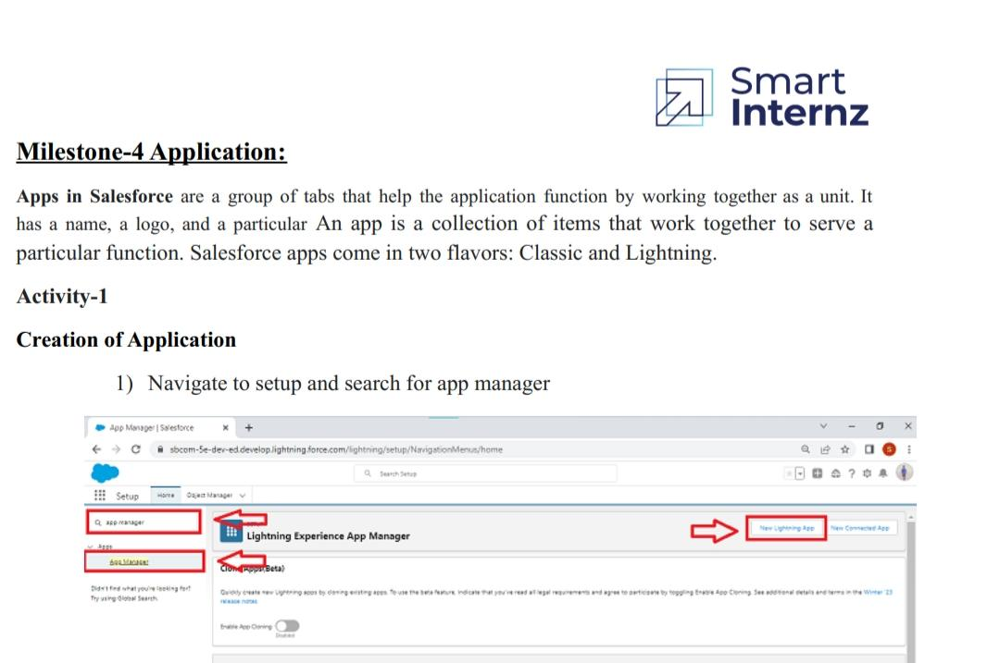 Smart
Internz
Milestone-4 Application:
Apps in Salesforce are a group of tabs that help the application function by working together as a unit. It
has a name, a logo, and a particular An app is a collection of items that work together to serve a
particular function. Salesforce apps come in two flavors: Classic and Lightning.
Activity-1
Creation of Application
1) Navigate to setup and search for app manager
App Manager | Salesforce
sbcom-5e-dev-ed.develop.lightning.force.com/lightning/setup/NavigationMenus/home
Search Setup
Setup Home Object Manager
app manager
Lightning Experience App Manager
New Lightning App New Connected App
Apps
App Manager
Apps(Beta)
Didn't find what you're looking for?
Try using Global Search.
Quickly create new Lightning apps by cloning existing apps. To use the beta feature, indicate that you've read all legal requirements and agree to participate by toggling Enable App Cloning. See additional details and terms in the Winter '23
release notes
Enable App Cloning
Disabled